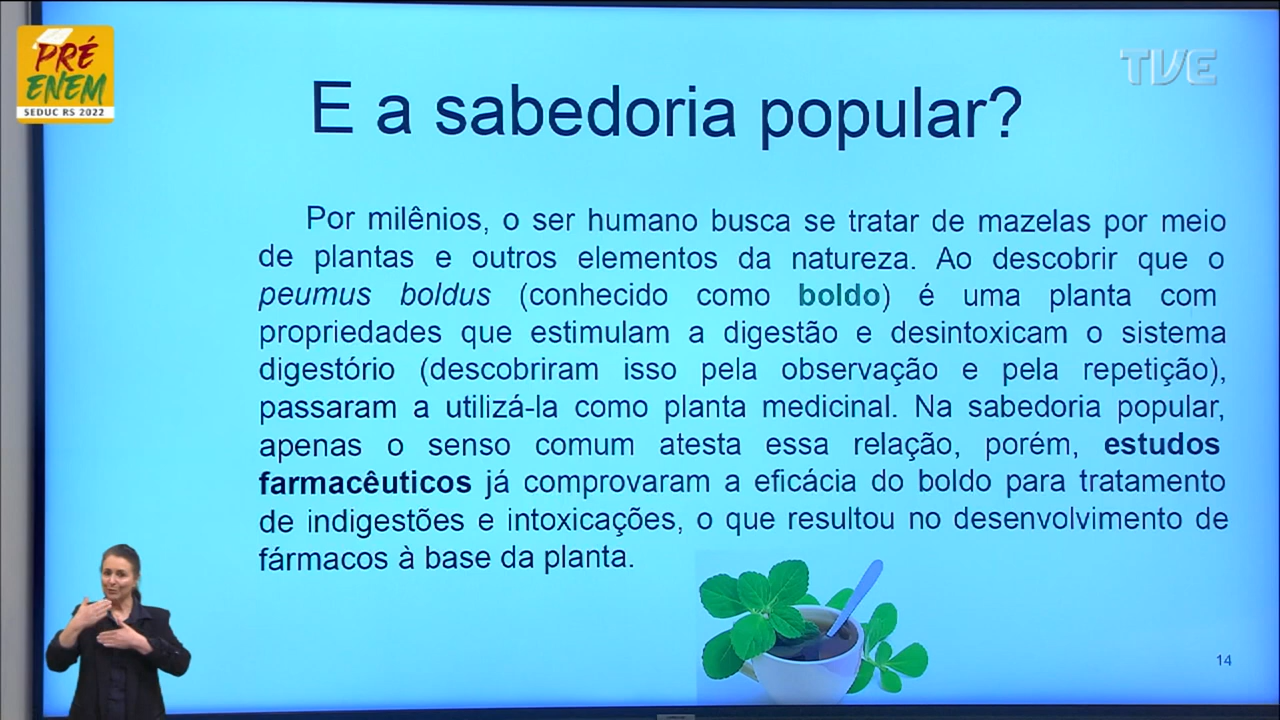 PRÉ
ENEM
SEDUC RS 2022
TVE
E a sabedoria popular?
Por milênios, o ser humano busca se tratar de mazelas por meio
de plantas e outros elementos da natureza. Ao descobrir que o
peumus boldus (conhecido como boldo) é uma planta com
propriedades que estimulam a digestão e desintoxicam o sistema
digestório (descobriram isso pela observação e pela repetição),
passaram a utilizá-la como planta medicinal. Na sabedoria popular,
apenas o senso comum atesta essa relação, porém, estudos
farmacêuticos já comprovaram a eficácia do boldo para tratamento
de indigestões e intoxicações, o que resultou no desenvolvimento de
fármacos à base da planta.
14